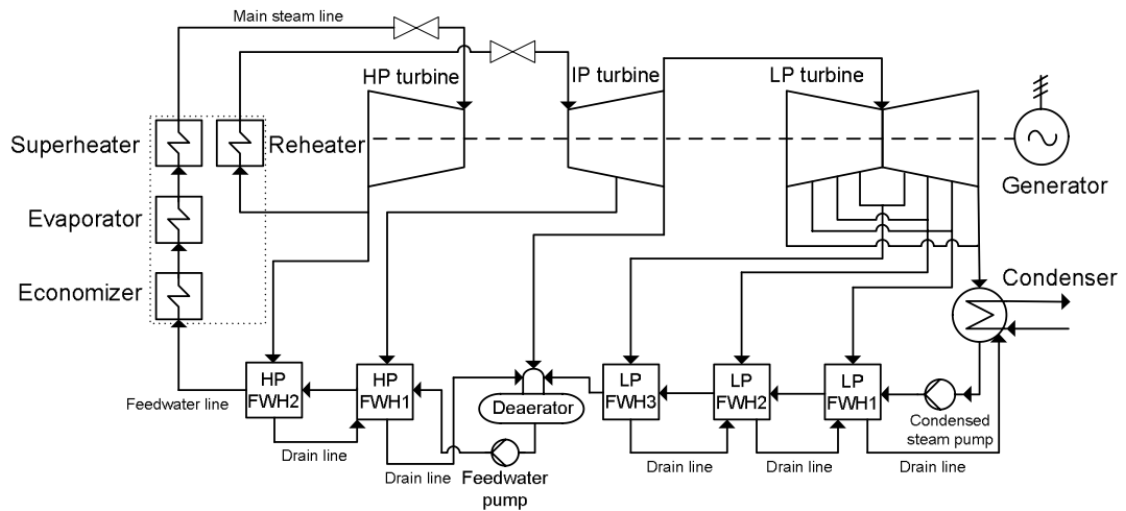 Main steam line
HP turbine
IP turbine
LP turbine
Superheater
Reheater
Generator
Evaporator
Economizer
Condenser
HP
FWH2
HP
FWH1
Deaerator
LP
FWH3
LP
FWH2
LP
FWH1
Feedwater line
Condensed
steam pump
Drain line
Drain line
Feedwater
pump
Drain line
Drain line
Drain line